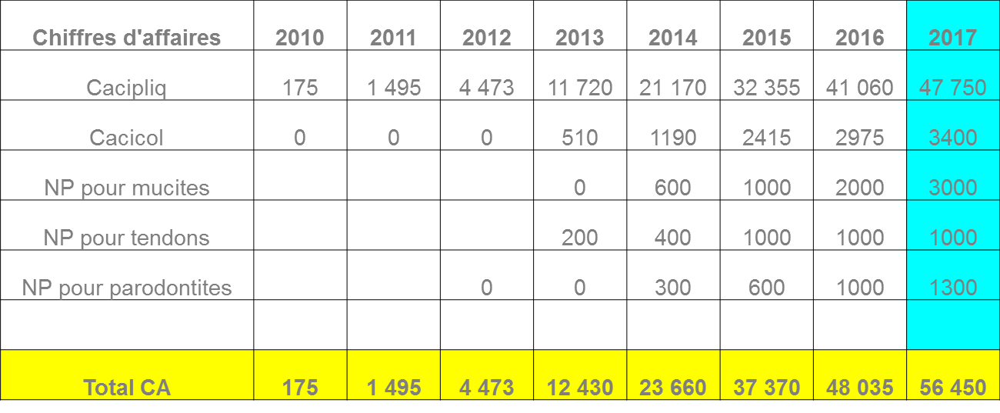 Chiffres d'affaires 2010 2011 2012 2013 2014 2015 2016 2017
Cacipliq 175 1 495 4 473 11 720 21 170 32 355 41 060 47 750
Cacicol 0 0 0 510 1190 2415 2975 3400
NP pour mucites 0 600 1000 2000 3000
NP pour tendons 200 400 1000 1000 1000
NP pour parodontites 0 0 300 600 1000 1300
Total CA 175 1 495 4 473 12 430 23 660 37 370 48 035 56 450